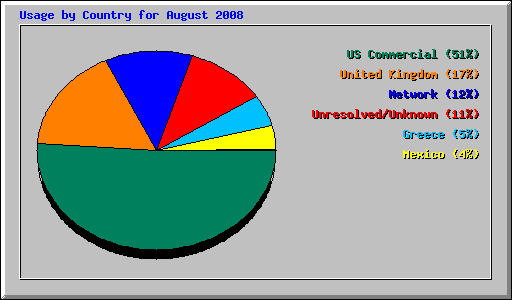 Usage by Country for August 2008
US Commercial (51%)
United Kingdom (17%)
Network (12%)
Unresolved/Unknown (11%)
Greece (5%)
Mexico (4%)